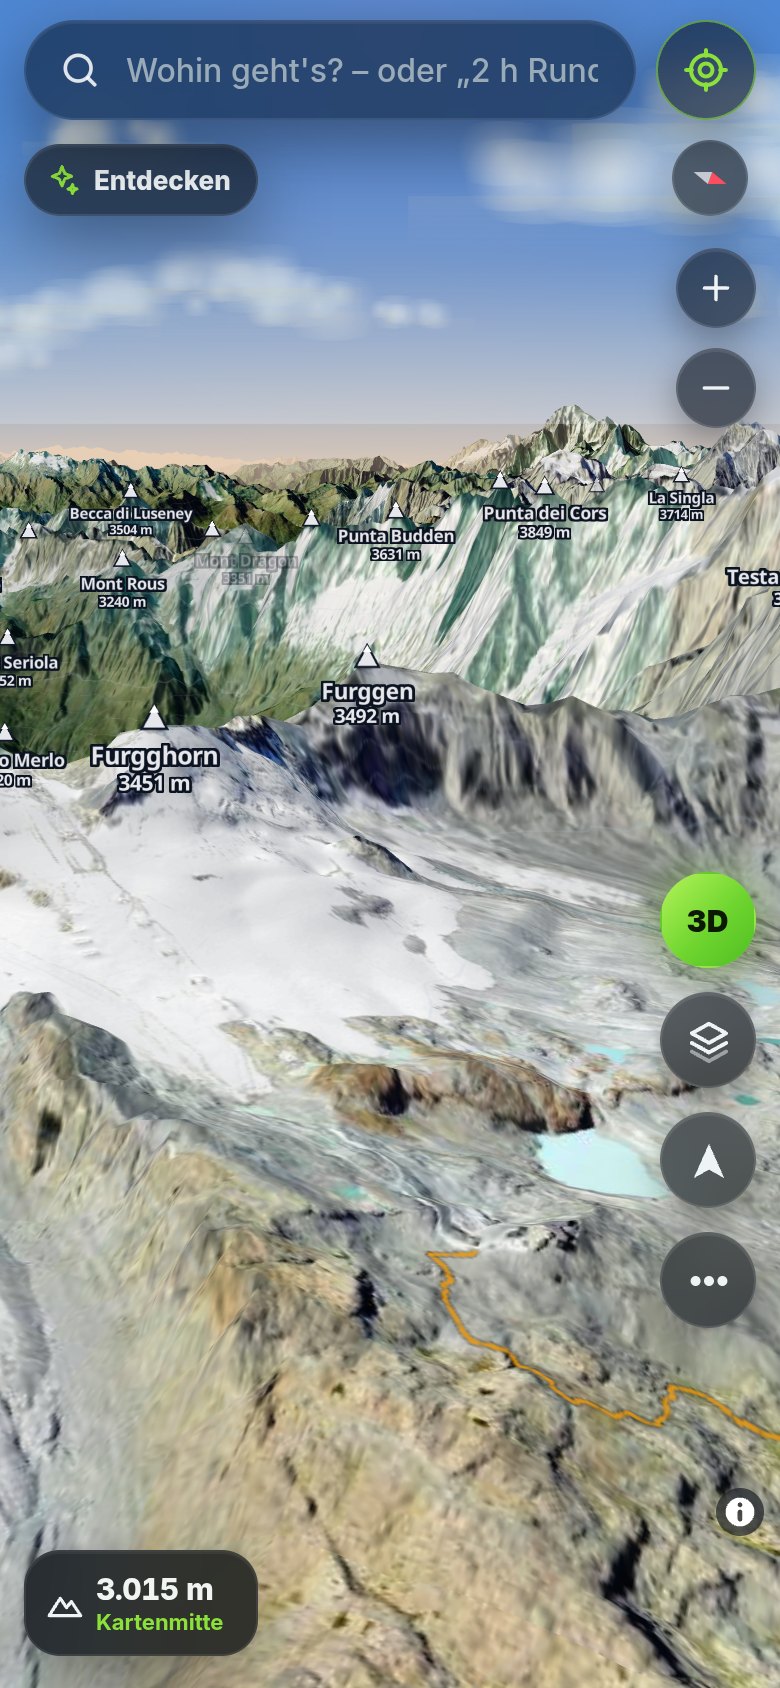 Wohin geht's? – oder „2 h Rund
Entdecken
Becca di Luseney
3504 m
Punta Budden
3631 m
Punta dei Cors
3849 m
La Singla
3714 m
Mont Dragon
3351 m
Mont Rous
3240 m
Testa
Seriola
52 m
Furggen
3492 m
o Merlo
20 m
Furgghorn
3451 m
3D
3.015 m
Kartenmitte